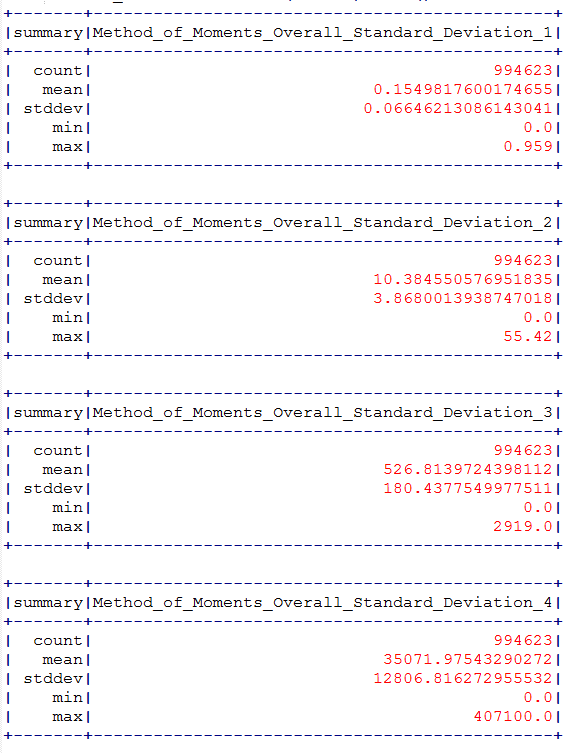 +-------+--------------------------------------------------+
|summary|Method_of_Moments_Overall_Standard_Deviation_1|
+-------+--------------------------------------------------+
| count| 994623|
| mean| 0.1549817600174655|
| stddev| 0.06646213086143041|
| min| 0.0|
| max| 0.959|
+-------+--------------------------------------------------+
+-------+--------------------------------------------------+
|summary|Method_of_Moments_Overall_Standard_Deviation_2|
+-------+--------------------------------------------------+
| count| 994623|
| mean| 10.384550576951835|
| stddev| 3.8680013938747018|
| min| 0.0|
| max| 55.42|
+-------+--------------------------------------------------+
+-------+--------------------------------------------------+
|summary|Method_of_Moments_Overall_Standard_Deviation_3|
+-------+--------------------------------------------------+
| count| 994623|
| mean| 526.8139724398112|
| stddev| 180.4377549977511|
| min| 0.0|
| max| 2919.0|
+-------+--------------------------------------------------+
+-------+--------------------------------------------------+
|summary|Method_of_Moments_Overall_Standard_Deviation_4|
+-------+--------------------------------------------------+
| count| 994623|
| mean| 35071.97543290272|
| stddev| 12806.816272955532|
| min| 0.0|
| max| 407100.0|
+-------+--------------------------------------------------+